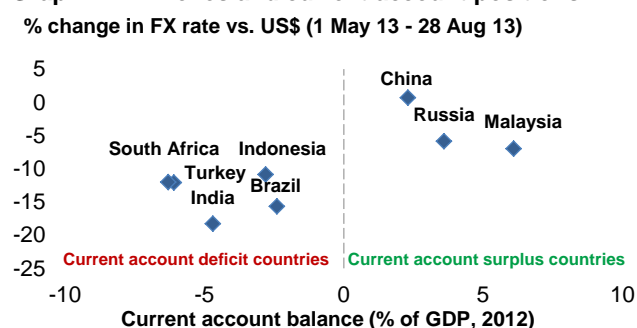 % change in FX rate vs. US$ (1 May 13 - 28 Aug 13)
5
China
0
Russia
Malaysia
-5
South Africa Indonesia
-10
Turkey
Brazil
India
-15
-20
Current account deficit countries Current account surplus countries
-25
-10 -5 0 5 10
Current account balance (% of GDP, 2012)